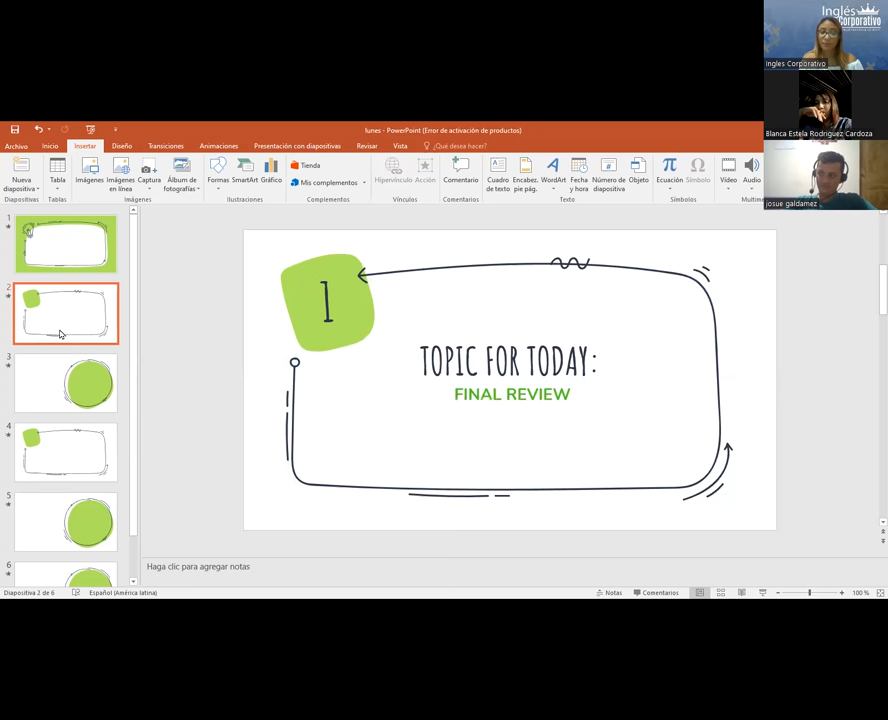 Inglés
Corporativo
Ingles Corporativo
Blanca Estela Rodriguez Cardoza
josue galdamez
lunes - PowerPoint (Error de activación de productos)
Archivo Inicio Insertar Diseño Transiciones Animaciones Presentación con diapositivas Revisar Vista ¿Qué desea hacer?
Nueva diapositiva
Tabla
Imágenes
Imágenes en línea
Captura
Álbum de fotografías
Formas
SmartArt
Gráfico
Tienda
Mis complementos
Hipervínculo
Acción
Comentario
Cuadro de texto
Encabez. pie pág.
WordArt
Fecha y hora
Número de diapositiva
Objeto
Ecuación
Símbolo
Vídeo
Audio
Diapositivas Tablas Imágenes Ilustraciones Complementos Vínculos Comentarios Texto Símbolos Multim
1
2
3
4
5
6
1
TOPIC FOR TODAY:
FINAL REVIEW
Haga clic para agregar notas
Diapositiva 2 de 6 Español (América latina) Notas Comentarios 100 %